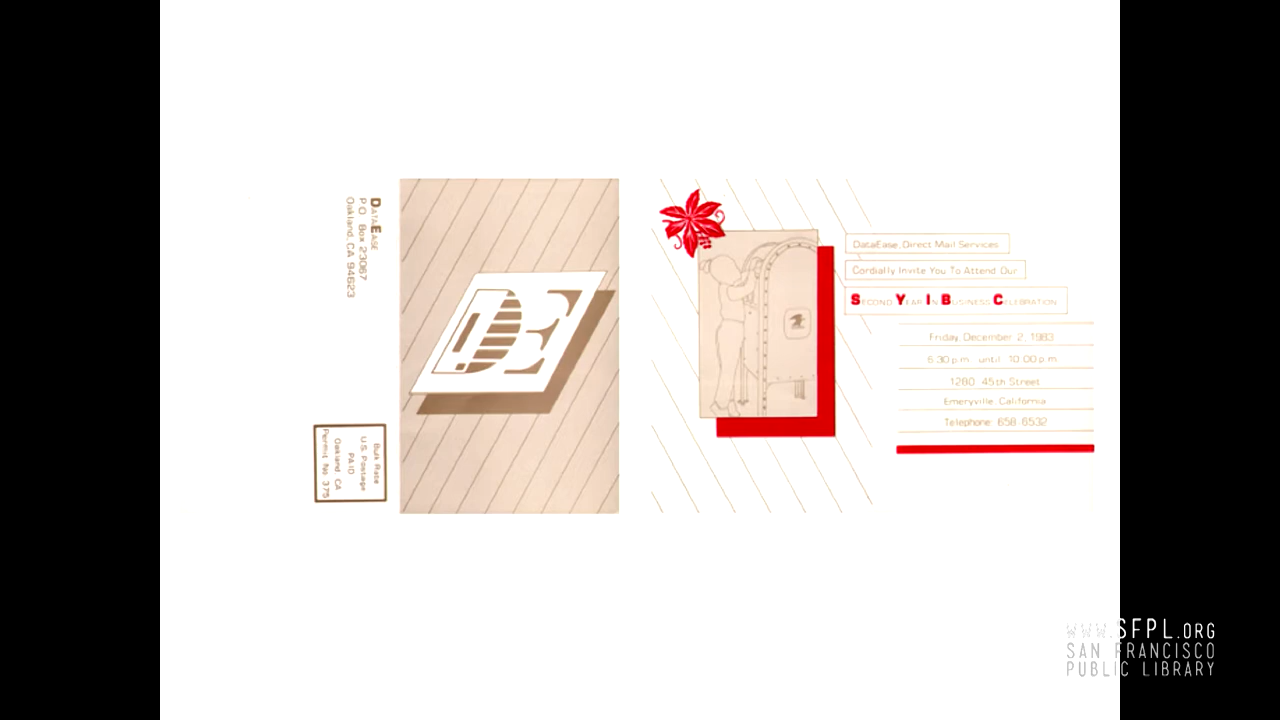 DATAEASE
P.O. Box 23067
Oakland, CA 94623
Bulk Rate
U.S. Postage
PAID
Oakland, CA
Permit No. 375
DE
DataEase, Direct Mail Services
Cordially Invite You To Attend Our
SECOND YEAR IN BUSINESS CELEBRATION
Friday, December 2, 1983
6:30 p.m. until 10:00 p.m.
1280 45th Street
Emeryville, California
Telephone: 658-6532
WWW.SFPL.ORG
SAN FRANCISCO
PUBLIC LIBRARY